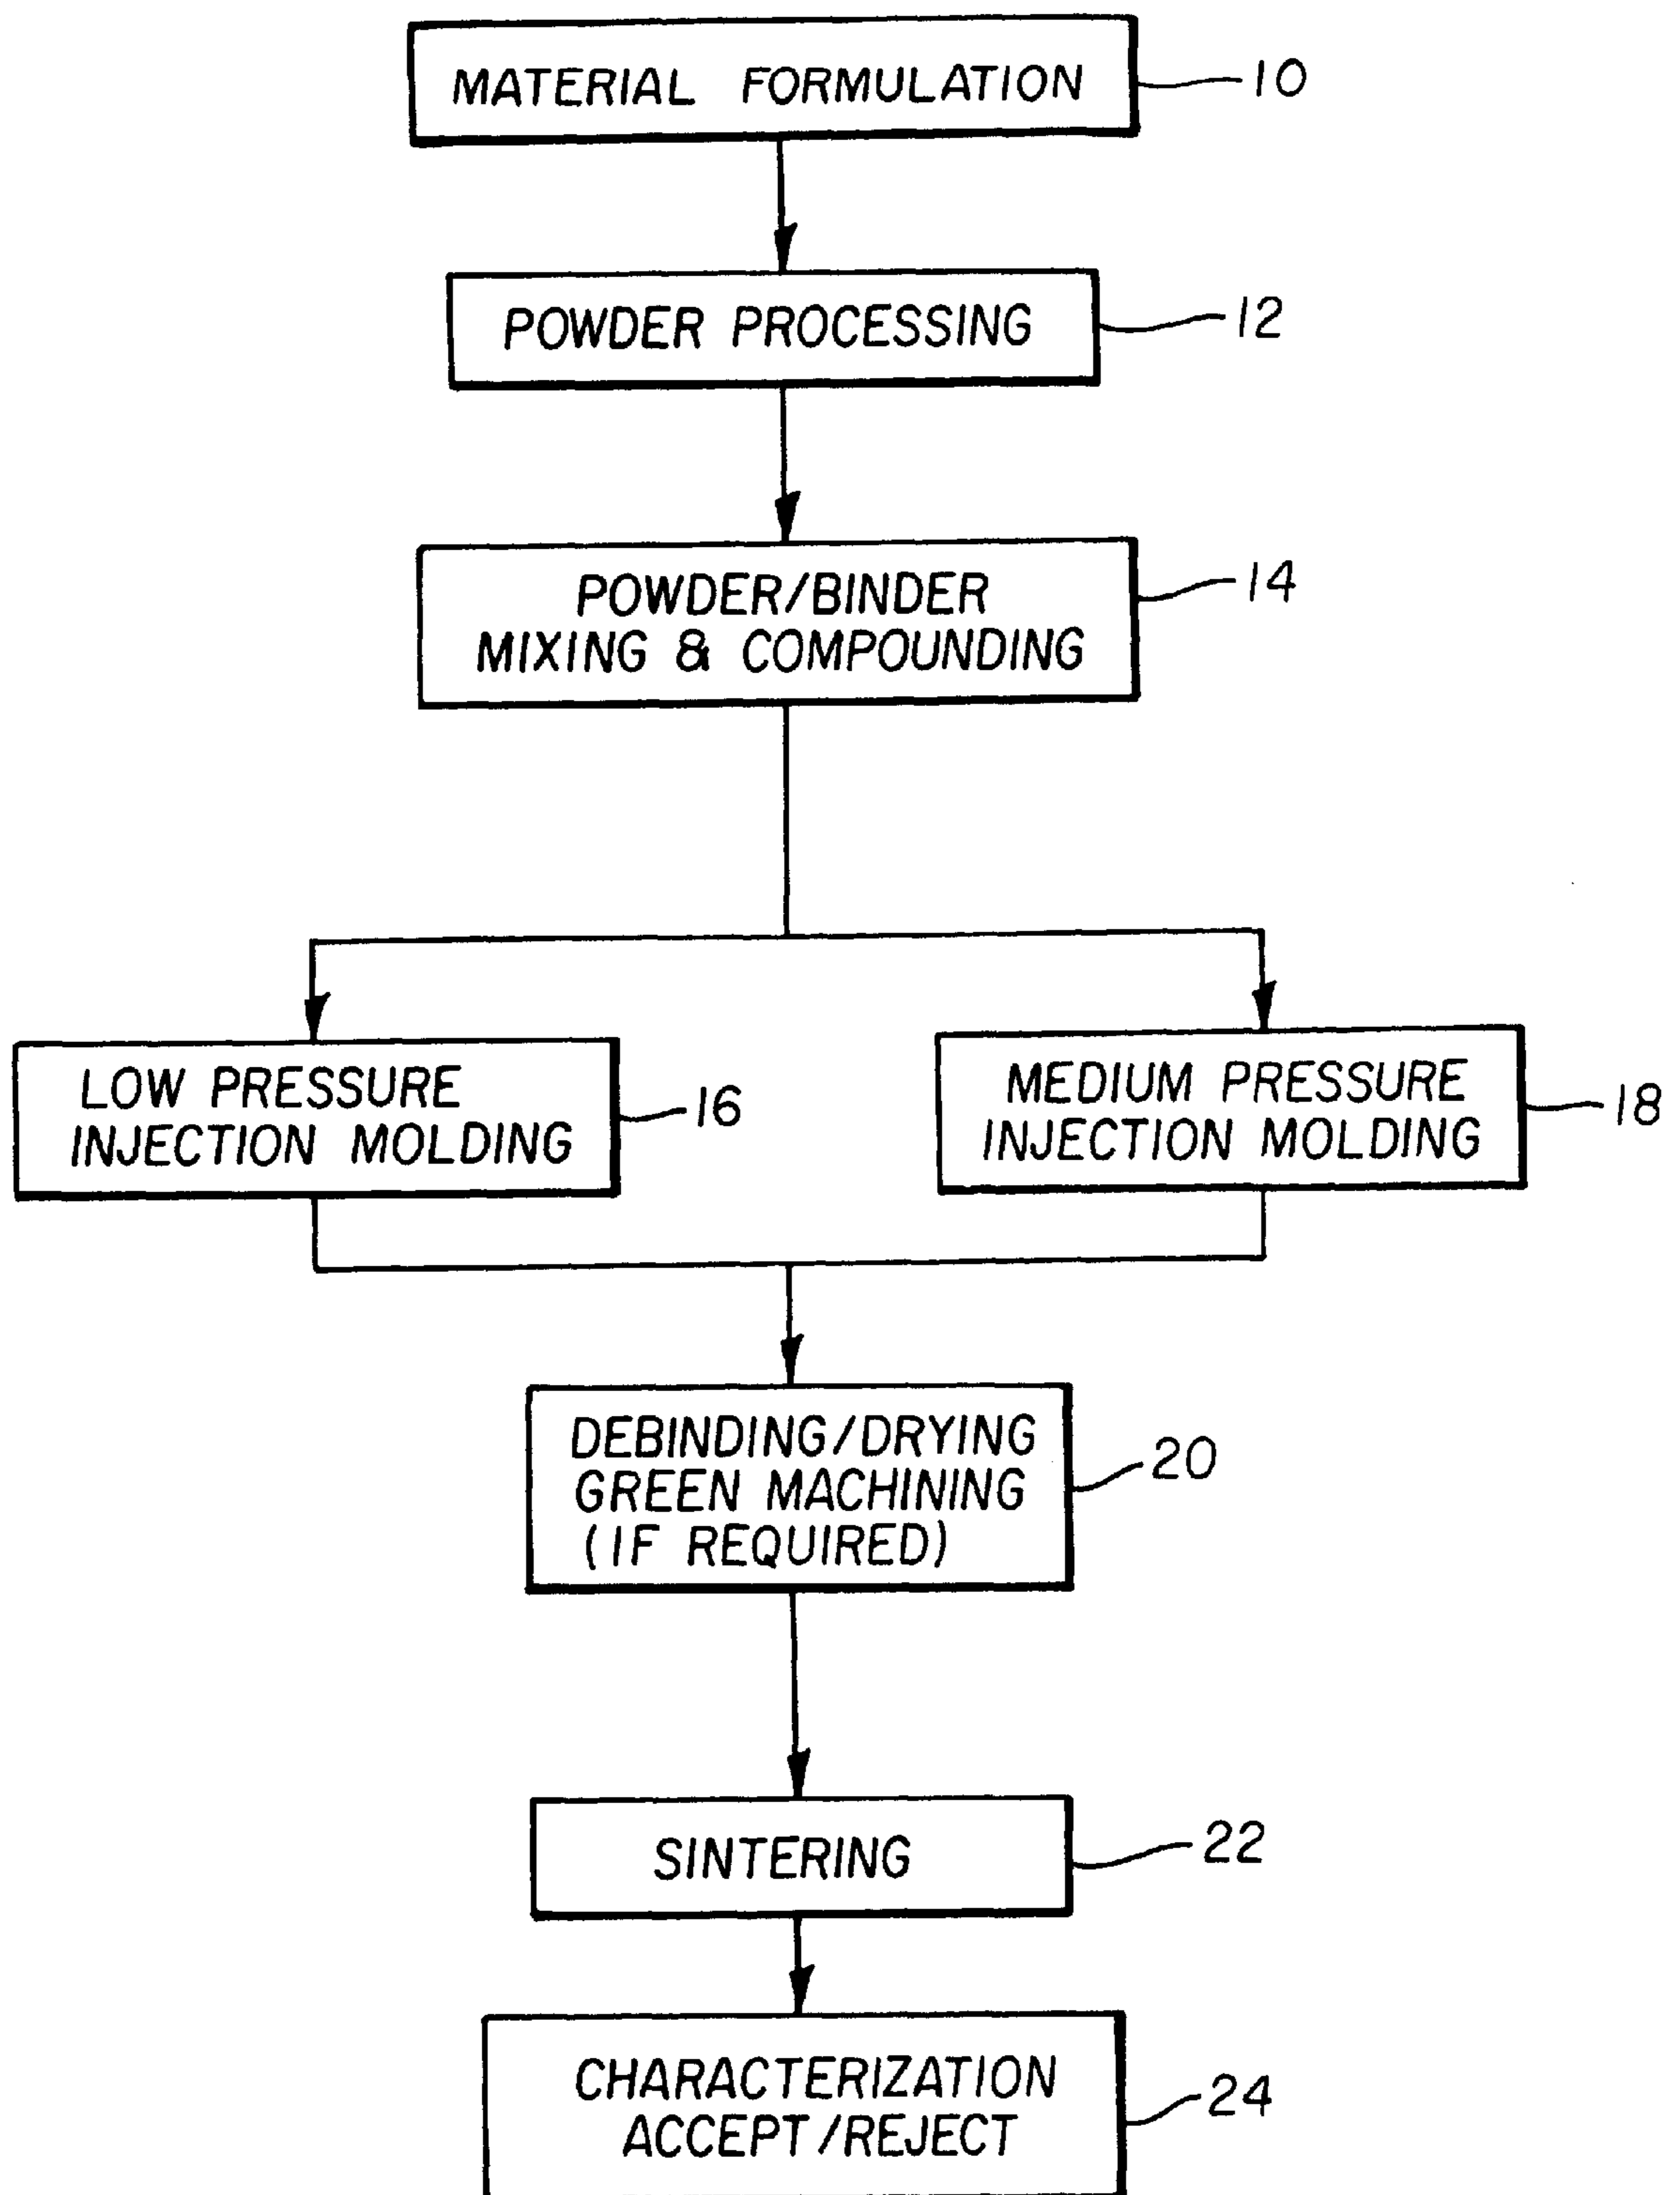 MATERIAL FORMULATION
10
POWDER PROCESSING
12
POWDER/BINDER
MIXING & COMPOUNDING
14
LOW PRESSURE
INJECTION MOLDING
16
MEDIUM PRESSURE
INJECTION MOLDING
18
DEBINDING/DRYING
GREEN MACHINING
(IF REQUIRED)
20
SINTERING
22
CHARACTERIZATION
ACCEPT/REJECT
24